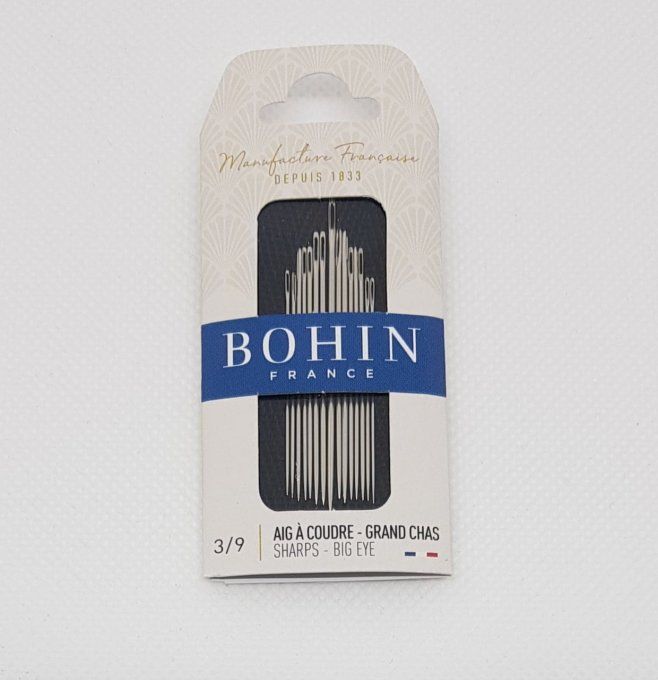 Manufacture Française
DEPUIS 1833
BOHIN
FRANCE
3/9
AIG À COUDRE - GRAND CHAS
SHARPS - BIG EYE